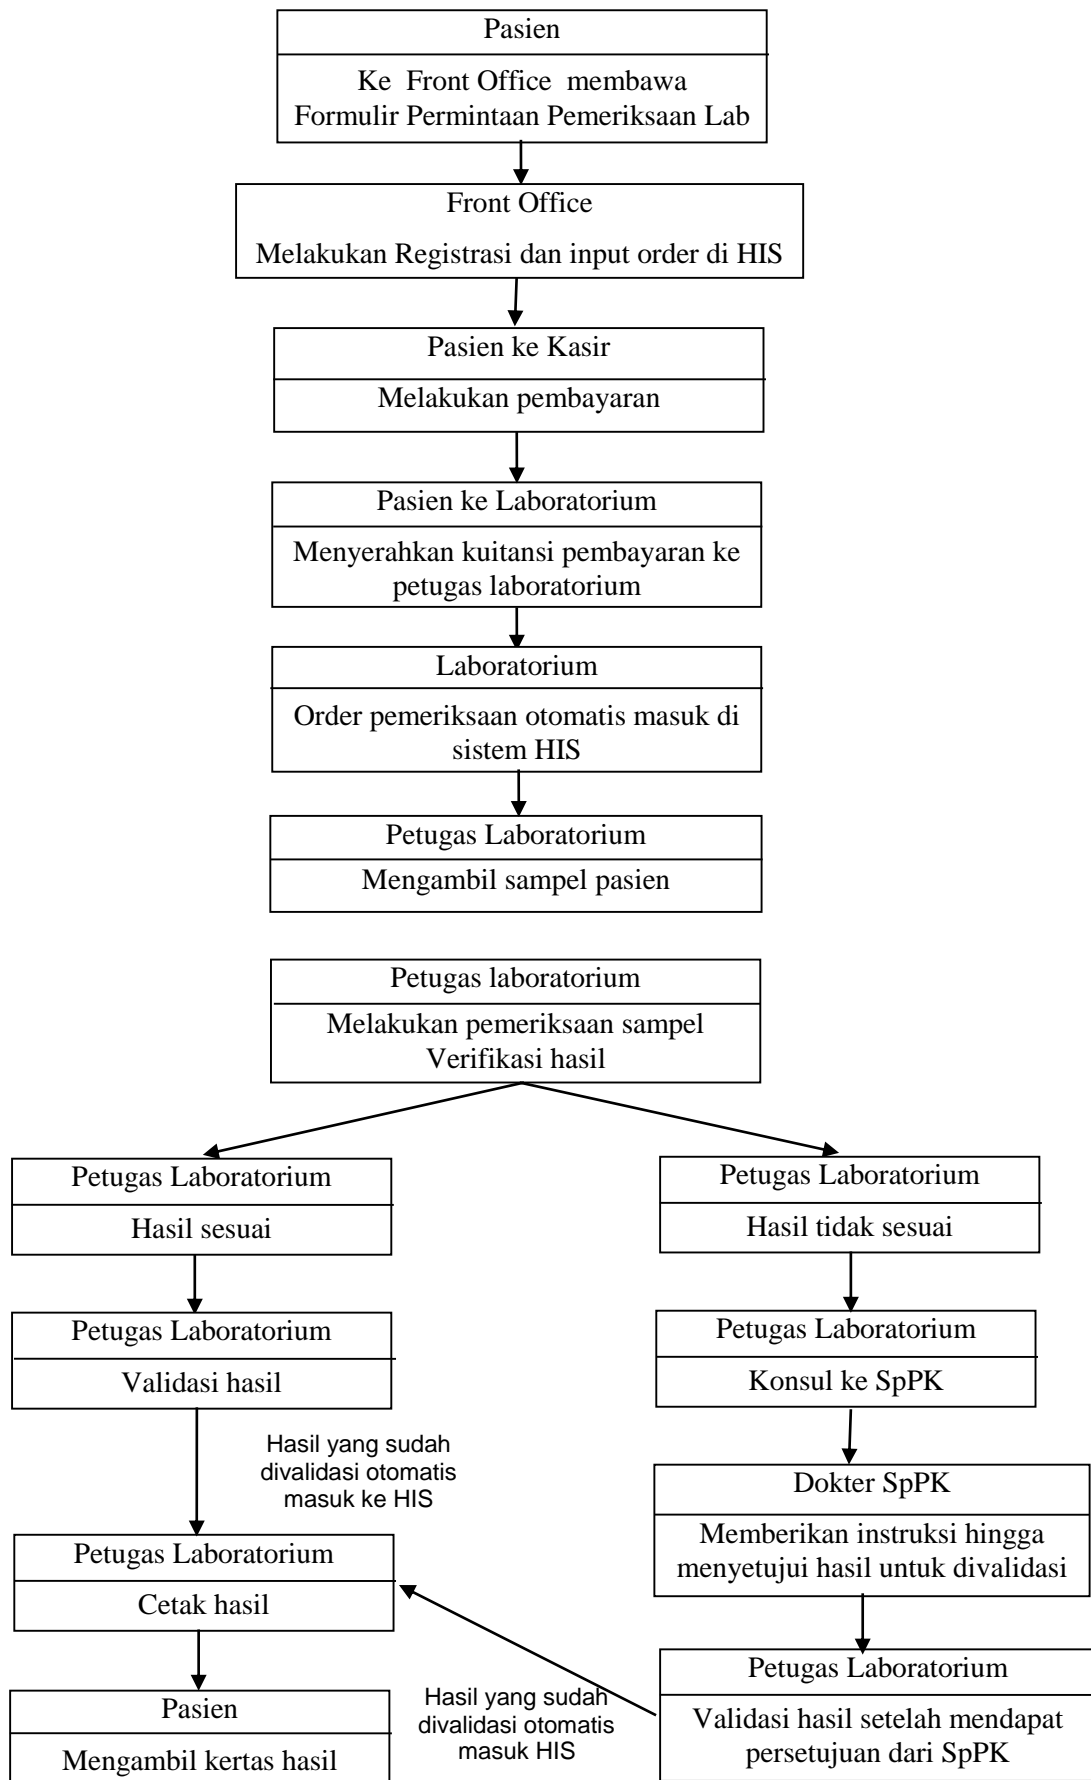 Pasien
Ke Front Office membawa
Formulir Permintaan Pemeriksaan Lab
Front Office
Melakukan Registrasi dan input order di HIS
Pasien ke Kasir
Melakukan pembayaran
Pasien ke Laboratorium
Menyerahkan kuitansi pembayaran ke
petugas laboratorium
Laboratorium
Order pemeriksaan otomatis masuk di
sistem HIS
Petugas Laboratorium
Mengambil sampel pasien
Petugas laboratorium
Melakukan pemeriksaan sampel
Verifikasi hasil
Petugas Laboratorium
Hasil sesuai
Petugas Laboratorium
Validasi hasil
Hasil yang sudah
divalidasi otomatis
masuk ke HIS
Petugas Laboratorium
Cetak hasil
Pasien
Mengambil kertas hasil
Petugas Laboratorium
Hasil tidak sesuai
Petugas Laboratorium
Konsul ke SpPK
Dokter SpPK
Memberikan instruksi hingga
menyetujui hasil untuk divalidasi
Petugas Laboratorium
Validasi hasil setelah mendapat
persetujuan dari SpPK
Hasil yang sudah
divalidasi otomatis
masuk HIS